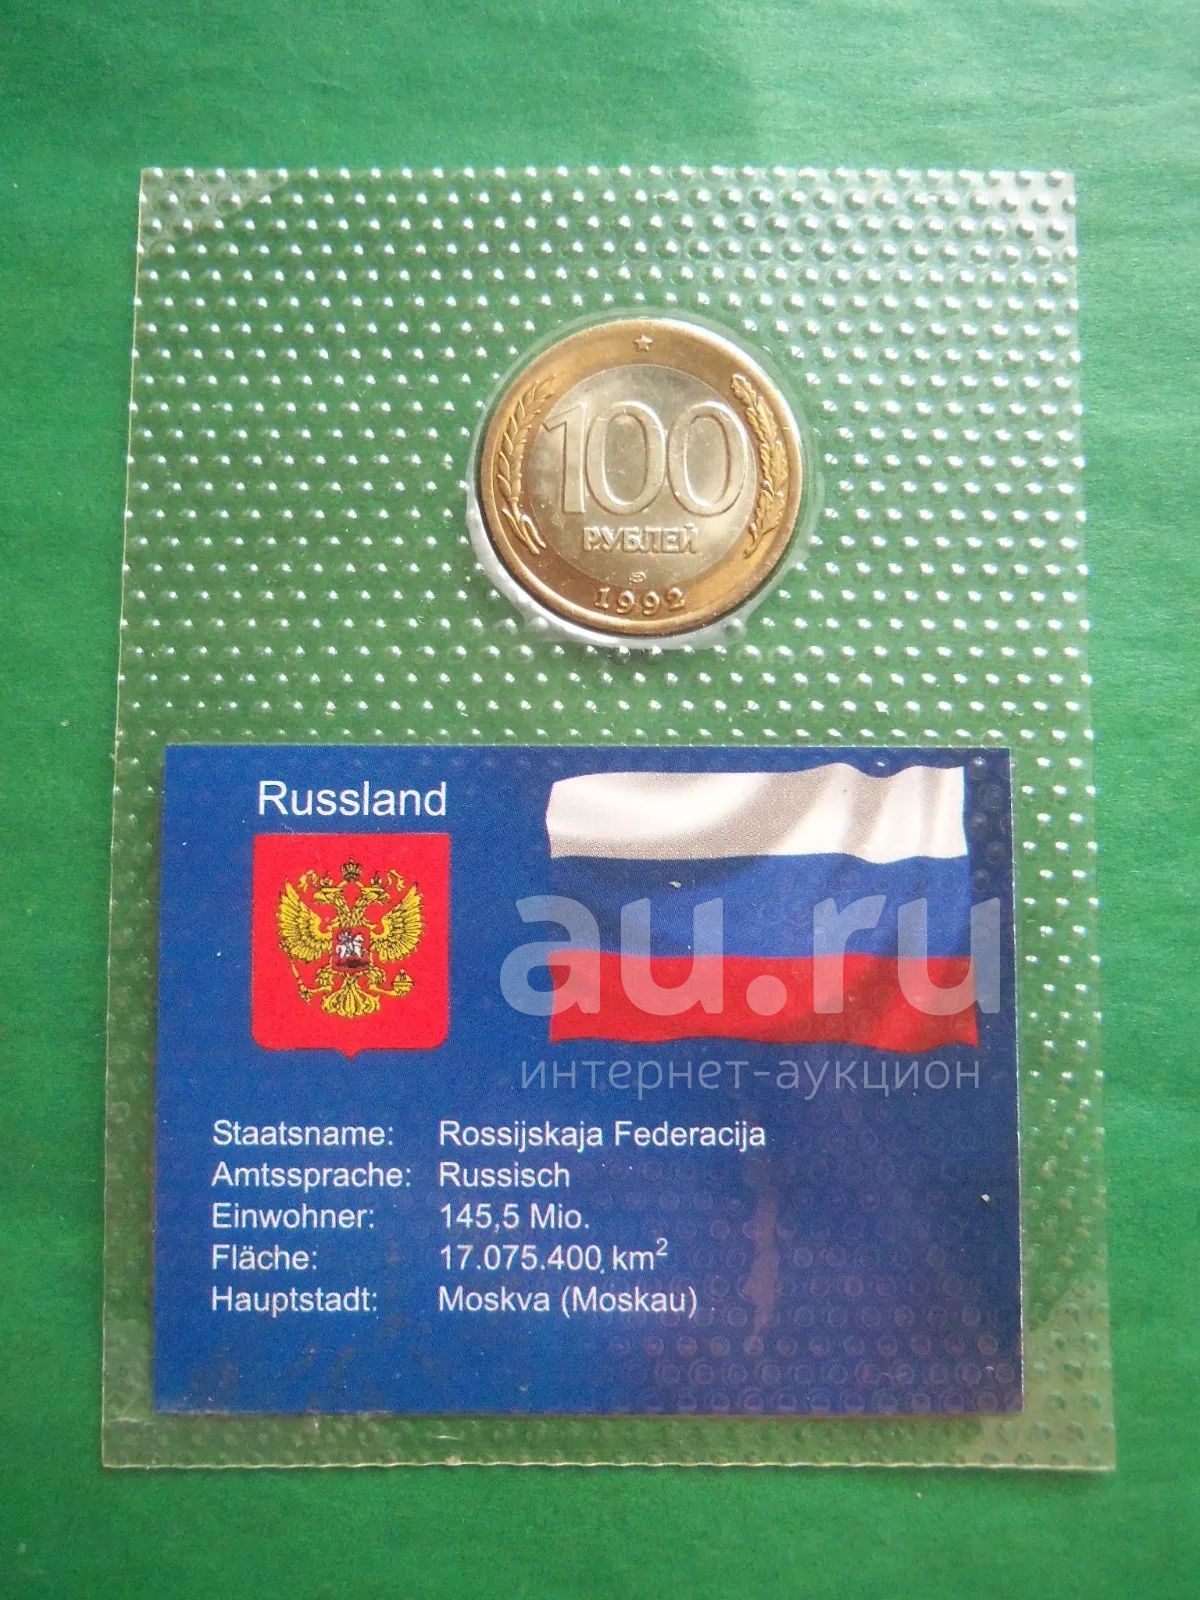 100
РУБЛЕЙ
1992
Russland
au.ru
интернет-аукцион
Staatsname: Rossijskaja Federacija
Amtssprache: Russisch
Einwohner: 145,5 Mio.
Fläche: 17.075.400 km²
Hauptstadt: Moskva (Moskau)